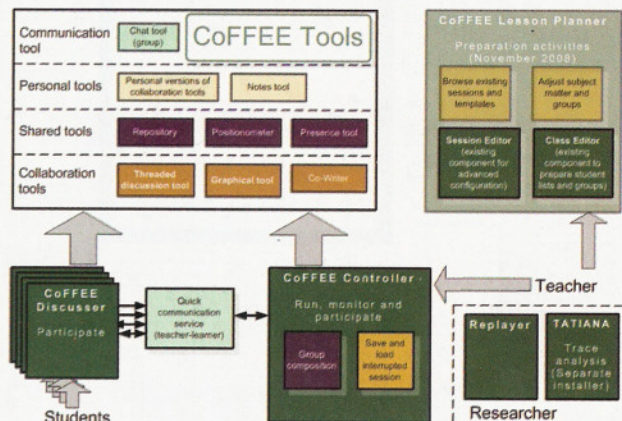 Communication tool
Chat tool
(group)
CoFFEE Tools
Personal tools
Personal versions of
collaboration tools
Notes tool
Shared tools
Repository
Positionometer
Presence tool
Collaboration
tools
Threaded
discussion tool
Graphical tool
Co-Writer
CoFFEE Lesson Planner
Preparation activities
(November 2008)
Browse existing
sessions and
templates
Adjust subject
matter and
groups
Session Editor
(existing
component for
advanced
configuration)
Class Editor
(existing
component to
prepare student
lists and groups)
CoFFEE
Discusser
Participate
Students
Quick
communication
service
(teacher-learner)
CoFFEE Controller
Run, monitor and
participate
Group
composition
Save and
load
interrupted
session
Teacher
Replayer
TATIANA
Trace
analysis
(Separate
installer)
Researcher